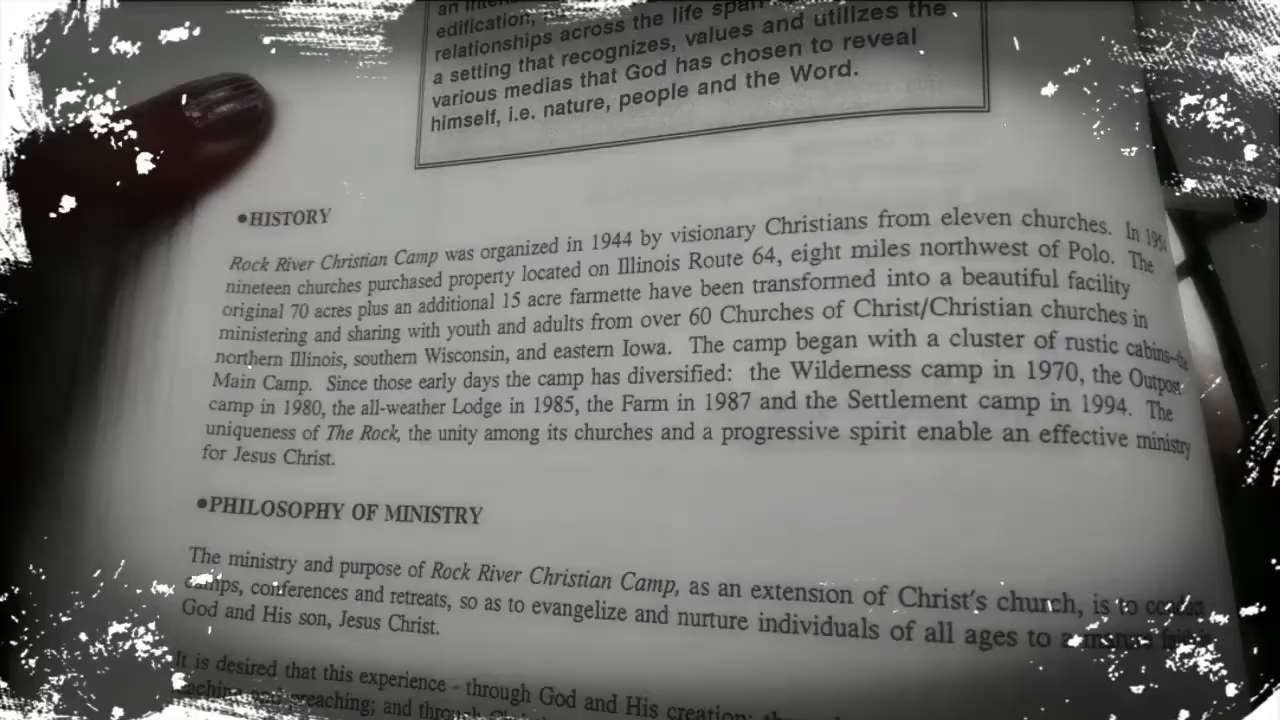 edification,
relationships across the life span
a setting that recognizes, values and utilizes the
various medias that God has chosen to reveal
himself, i.e. nature, people and the Word.
•HISTORY
Rock River Christian Camp was organized in 1944 by visionary Christians from eleven churches. In
nineteen churches purchased property located on Illinois Route 64, eight miles northwest of Polo. The
original 70 acres plus an additional 15 acre farmette have been transformed into a beautiful facility
ministering and sharing with youth and adults from over 60 Churches of Christ/Christian churches in
northern Illinois, southern Wisconsin, and eastern Iowa. The camp began with a cluster of rustic cabins--the
Main Camp. Since those early days the camp has diversified: the Wilderness camp in 1970, the Outpost
camp in 1980, the all-weather Lodge in 1985, the Farm in 1987 and the Settlement camp in 1994. The
uniqueness of The Rock, the unity among its churches and a progressive spirit enable an effective ministry
for Jesus Christ.
•PHILOSOPHY OF MINISTRY
The ministry and purpose of Rock River Christian Camp, as an extension of Christ's church, is to conduct
camps, conferences and retreats, so as to evangelize and nurture individuals of all ages to a mature faith in
God and His son, Jesus Christ.
It is desired that this experience - through God and His creation;
teaching and preaching; and through